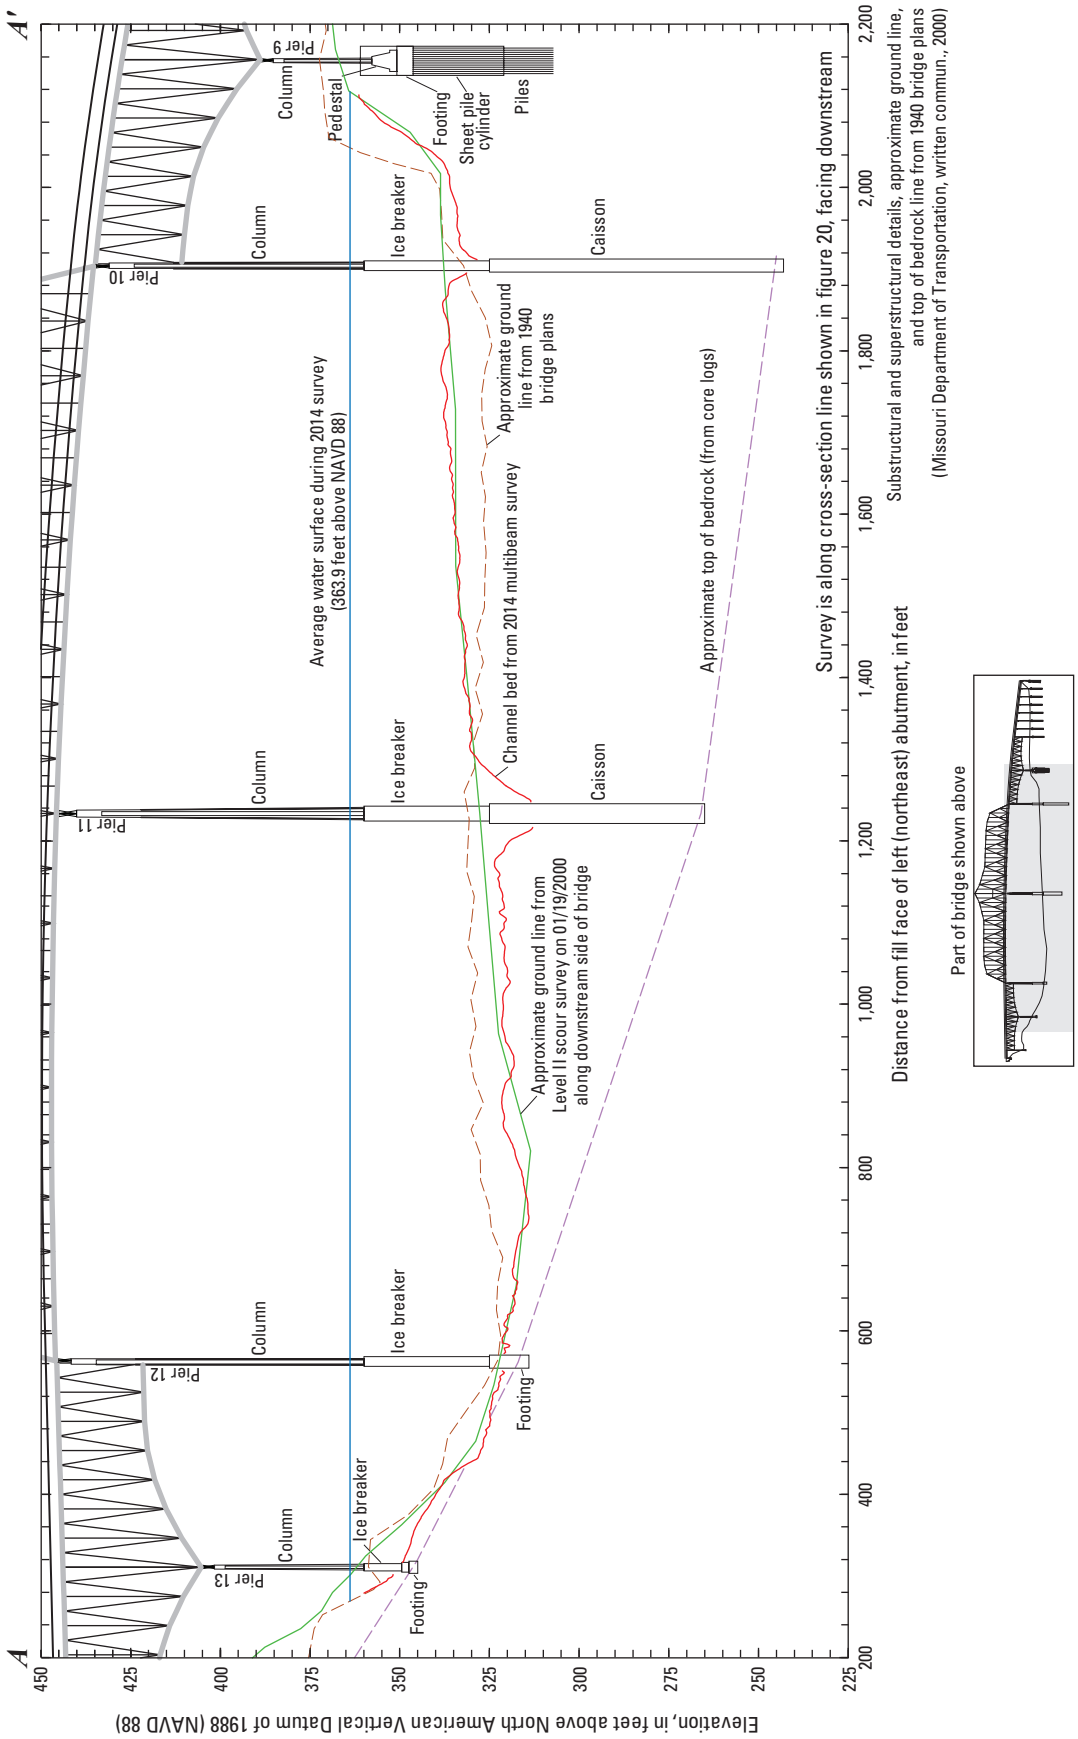 A
A'
450
425
400
375
350
325
300
275
250
225
Elevation, in feet above North American Vertical Datum of 1988 (NAVD 88)
200
400
600
800
1,000
1,200
1,400
1,600
1,800
2,000
2,200
Distance from fill face of left (northeast) abutment, in feet
Pier 13
Column
Ice breaker
Footing
Pier 12
Column
Ice breaker
Footing
Pier 11
Column
Ice breaker
Caisson
Pier 10
Column
Ice breaker
Caisson
Pier 9
Column
Pedestal
Footing
Sheet pile
cylinder
Piles
Average water surface during 2014 survey
(363.9 feet above NAVD 88)
Approximate ground line from
Level II scour survey on 01/19/2000
along downstream side of bridge
Channel bed from 2014 multibeam survey
Approximate ground
line from 1940
bridge plans
Approximate top of bedrock (from core logs)
Survey is along cross-section line shown in figure 20, facing downstream
Substructural and superstructural details, approximate ground line,
and top of bedrock line from 1940 bridge plans
(Missouri Department of Transportation, written commun., 2000)
Part of bridge shown above